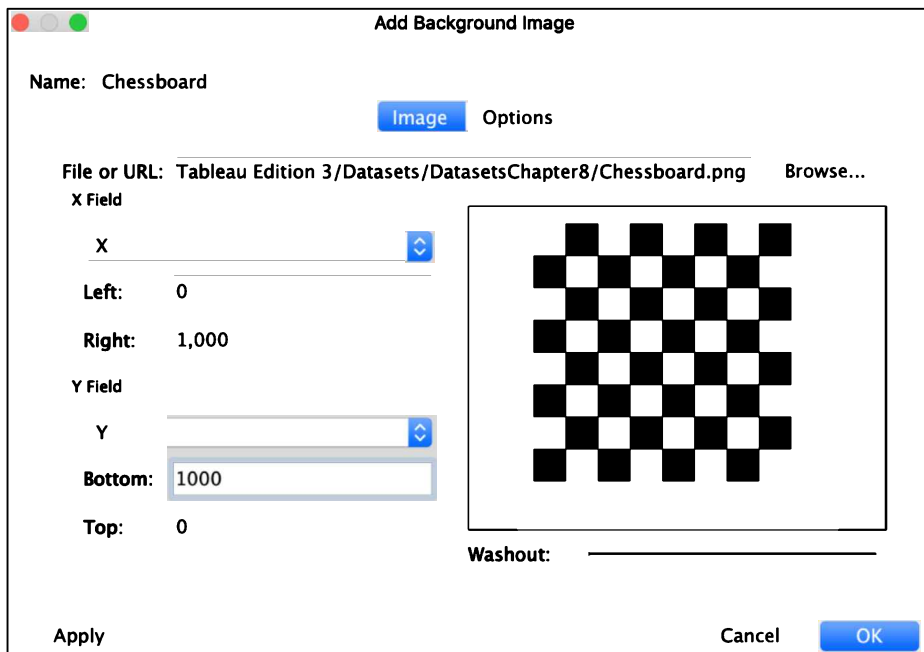 Add Background Image
Name: Chessboard
Image Options
File or URL: Tableau Edition 3/Datasets/DatasetsChapter8/Chessboard.png Browse...
X Field
X
Left: 0
Right: 1,000
Y Field
Y
Bottom: 1000
Top: 0
Washout:
Apply Cancel OK